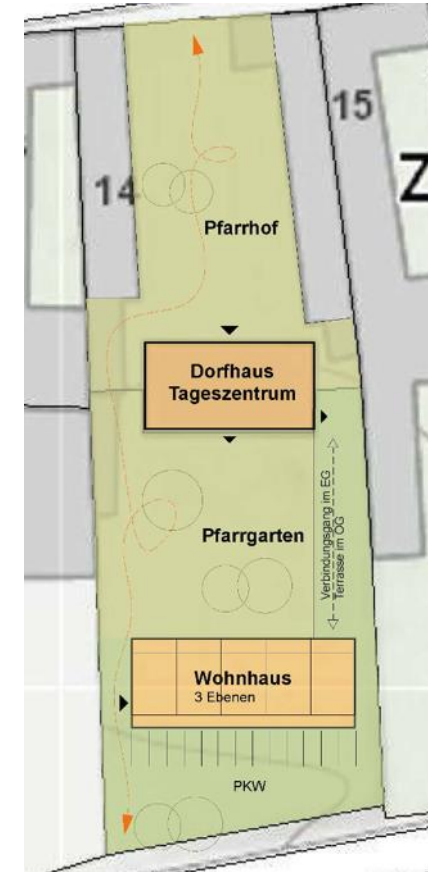 15
Z
14
Pfarrhof
Dorfhaus
Tageszentrum
Verbindungsgang im EG
Terrasse im OG
Pfarrgarten
Wohnhaus
3 Ebenen
PKW